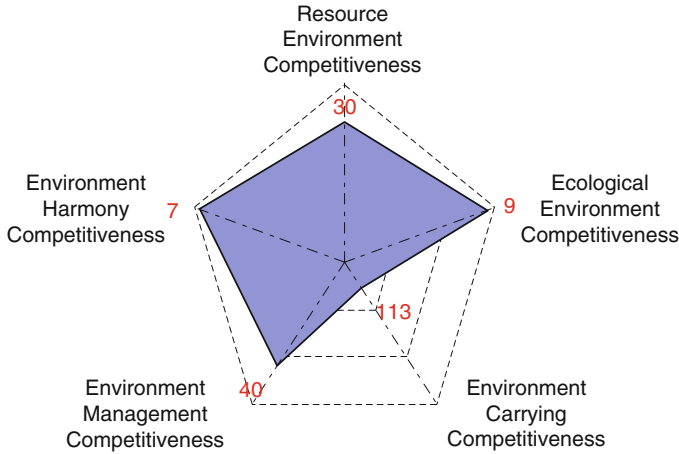 Resource
Environment
Competitiveness
30
Environment
Harmony
Competitiveness
7
9
Ecological
Environment
Competitiveness
113
40
Environment
Management
Competitiveness
Environment
Carrying
Competitiveness